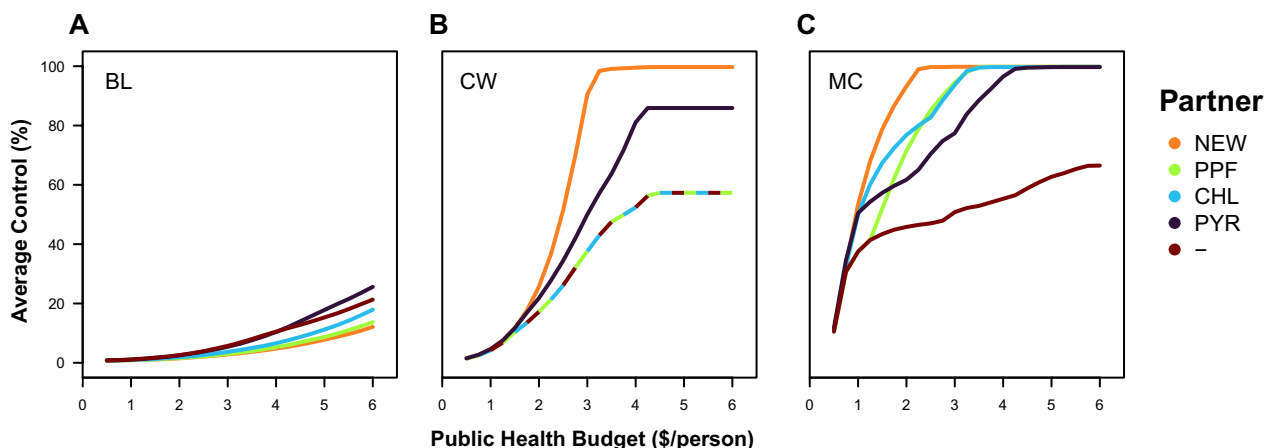 A
B
C
BL
CW
MC
Average Control (%)
100
80
60
40
20
0
0 1 2 3 4 5 6
0 1 2 3 4 5 6
0 1 2 3 4 5 6
Public Health Budget ($/person)
Partner
NEW
PPF
CHL
PYR
–